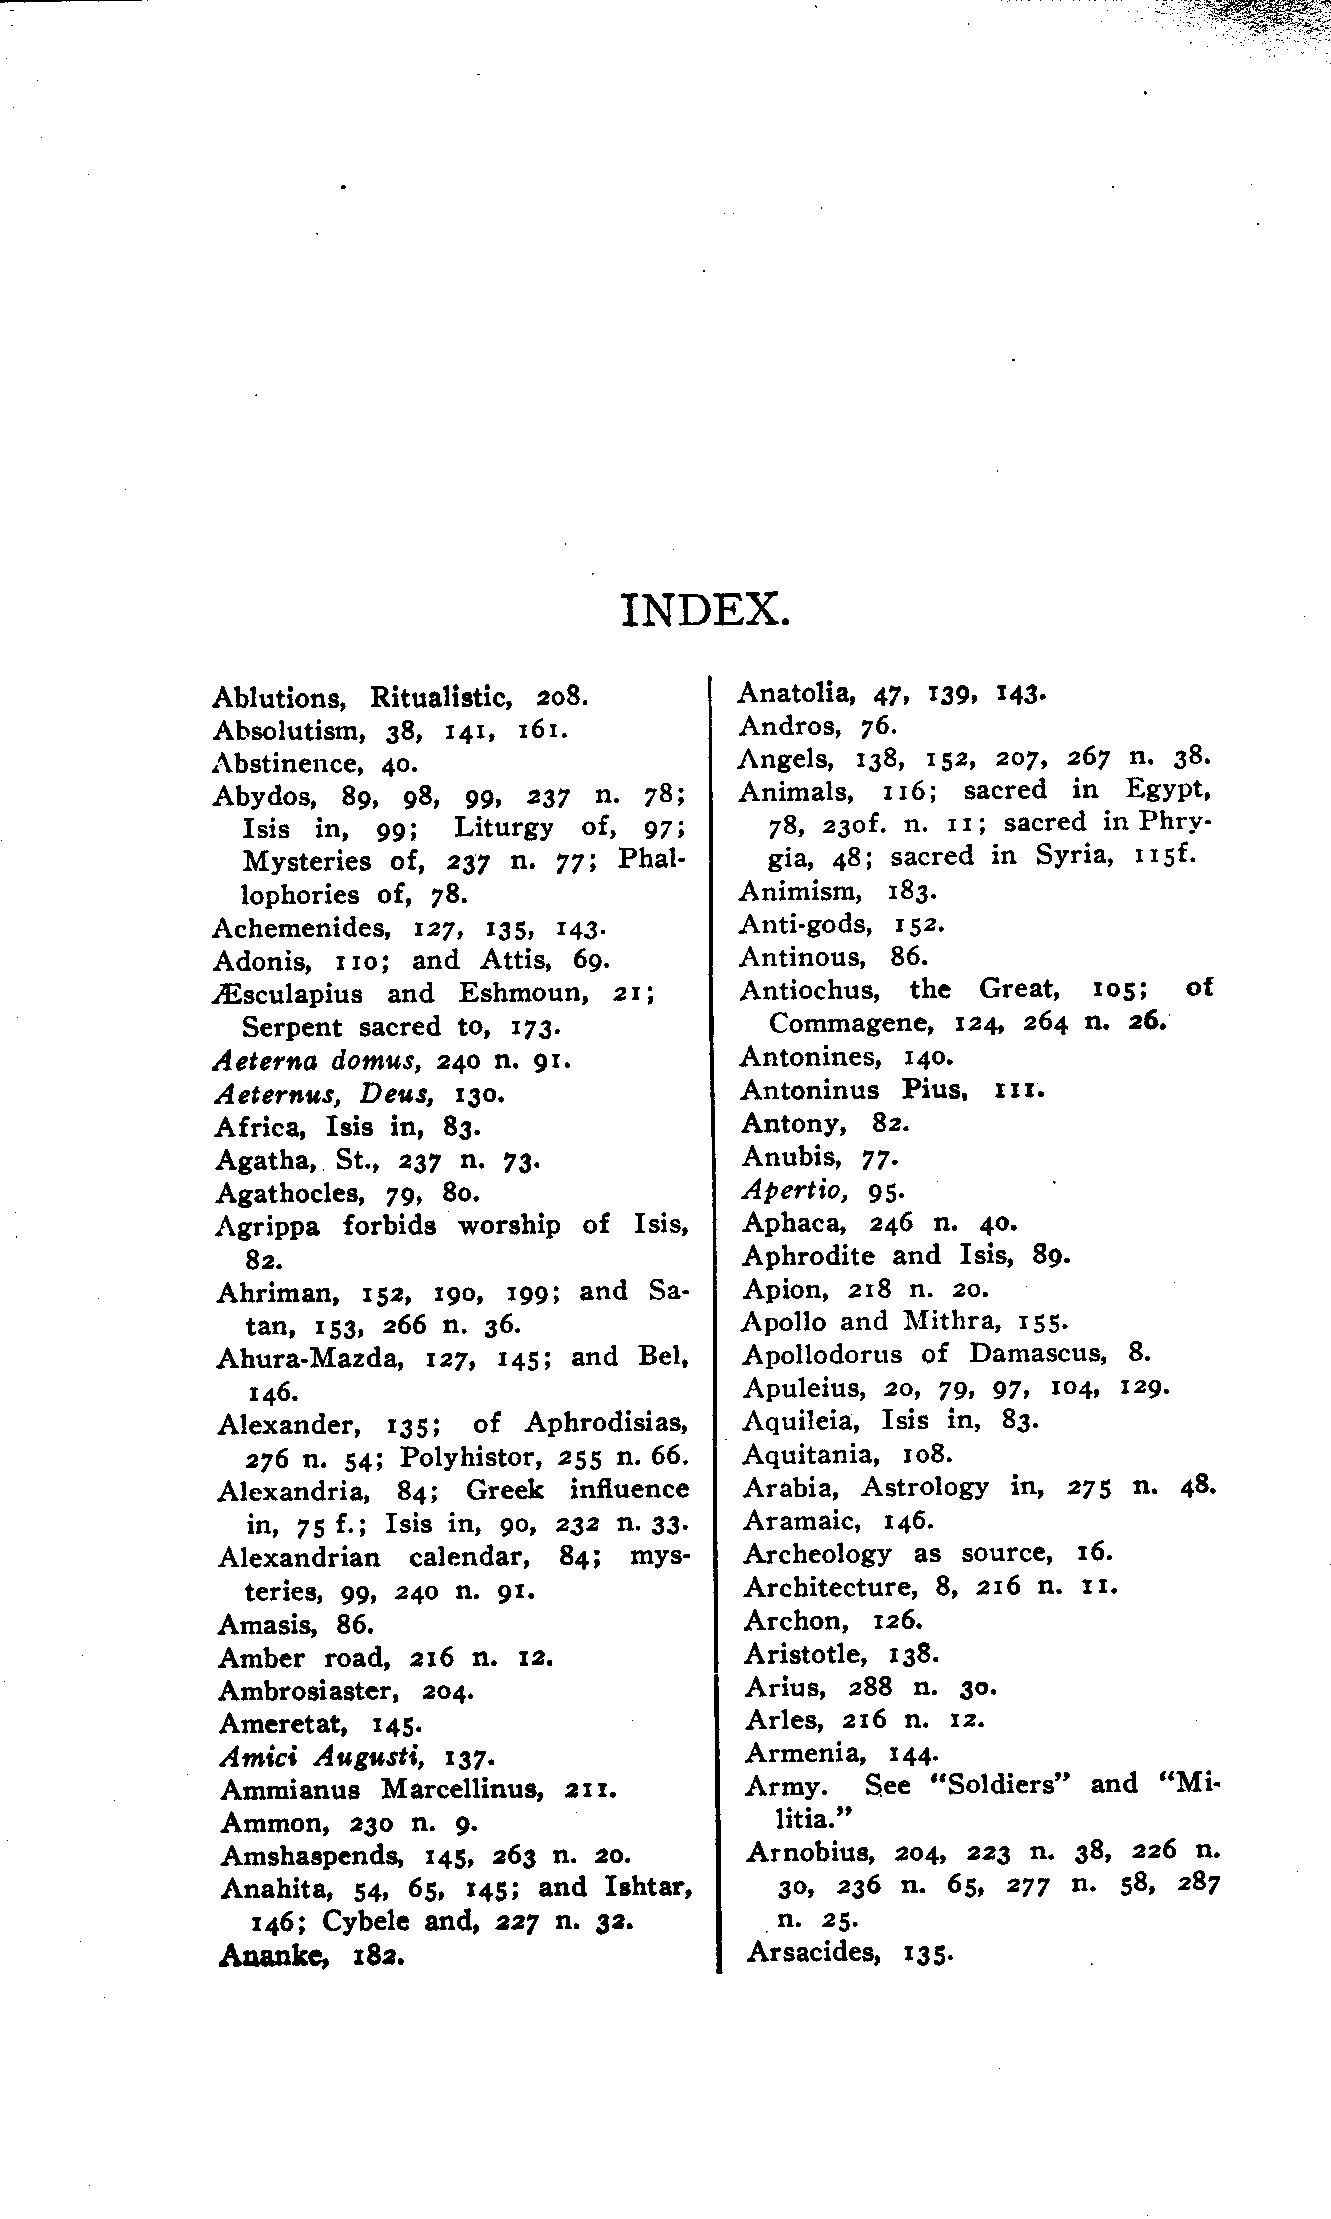 INDEX.
Ablutions, Ritualistic, 208.
Absolutism, 38, 141, 161.
Abstinence, 40.
Abydos, 89, 98, 99, 237 n. 78;
Isis in, 99; Liturgy of, 97;
Mysteries of, 237 n. 77; Phal-
lophories of, 78.
Achemenides, 127, 135, 143.
Adonis, 110; and Attis, 69.
Æsculapius and Eshmoun, 21;
Serpent sacred to, 173.
Aeterna domus, 240 n. 91.
Aeternus, Deus, 130.
Africa, Isis in, 83.
Agatha, St., 237 n. 73.
Agathocles, 79, 80.
Agrippa forbids worship of Isis,
82.
Ahriman, 152, 190, 199; and Sa-
tan, 153, 266 n. 36.
Ahura-Mazda, 127, 145; and Bel,
146.
Alexander, 135; of Aphrodisias,
276 n. 54; Polyhistor, 255 n. 66.
Alexandria, 84; Greek influence
in, 75 f.; Isis in, 90, 232 n. 33.
Alexandrian calendar, 84; mys-
teries, 99, 240 n. 91.
Amasis, 86.
Amber road, 216 n. 12.
Ambrosiaster, 204.
Ameretat, 145.
Amici Augusti, 137.
Ammianus Marcellinus, 211.
Ammon, 230 n. 9.
Amshaspends, 145, 263 n. 20.
Anahita, 54, 65, 145; and Ishtar,
146; Cybele and, 227 n. 32.
Ananke, 182.
Anatolia, 47, 139, 143.
Andros, 76.
Angels, 138, 152, 207, 267 n. 38.
Animals, 116; sacred in Egypt,
78, 230f. n. 11; sacred in Phry-
gia, 48; sacred in Syria, 115f.
Animism, 183.
Anti-gods, 152.
Antinous, 86.
Antiochus, the Great, 105; of
Commagene, 124, 264 n. 26.
Antonines, 140.
Antoninus Pius, 111.
Antony, 82.
Anubis, 77.
Apertio, 95.
Aphaca, 246 n. 40.
Aphrodite and Isis, 89.
Apion, 218 n. 20.
Apollo and Mithra, 155.
Apollodorus of Damascus, 8.
Apuleius, 20, 79, 97, 104, 129.
Aquileia, Isis in, 83.
Aquitania, 108.
Arabia, Astrology in, 275 n. 48.
Aramaic, 146.
Archeology as source, 16.
Architecture, 8, 216 n. 11.
Archon, 126.
Aristotle, 138.
Arius, 288 n. 30.
Arles, 216 n. 12.
Armenia, 144.
Army. See "Soldiers" and "Mi-
litia."
Arnobius, 204, 223 n. 38, 226 n.
30, 236 n. 65, 277 n. 58, 287
n. 25.
Arsacides, 135.